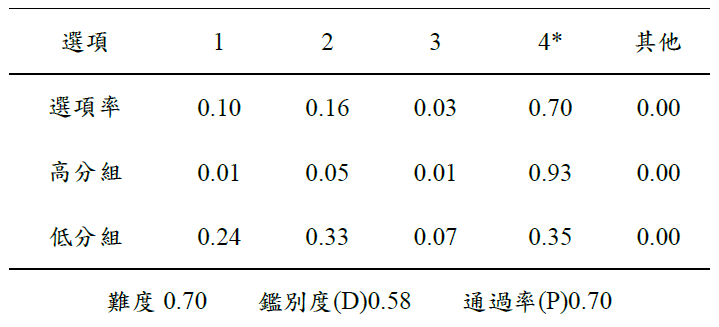 選項 1 2 3 4* 其他
選項率 0.10 0.16 0.03 0.70 0.00
高分組 0.01 0.05 0.01 0.93 0.00
低分組 0.24 0.33 0.07 0.35 0.00
難度 0.70 鑑別度(D)0.58 通過率(P)0.70